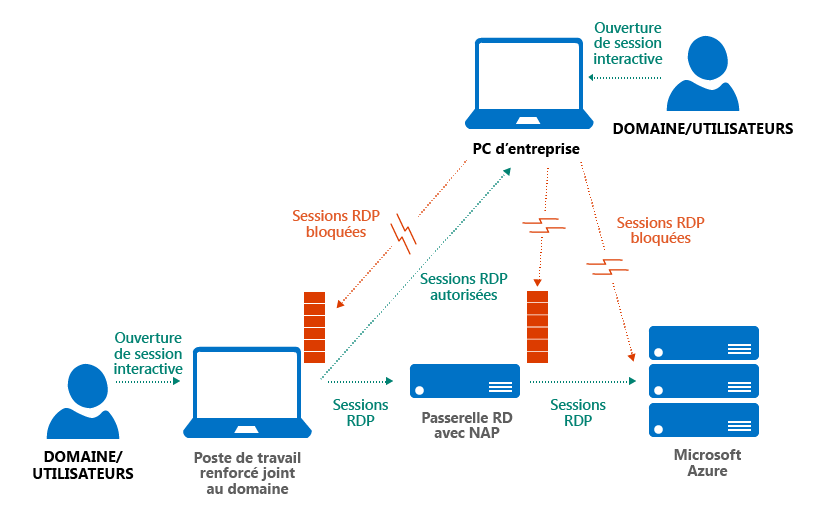 Ouverture
de session
interactive
DOMAINE/UTILISATEURS
PC d'entreprise
Sessions RDP
bloquées
Sessions RDP
bloquées
Sessions RDP
autorisées
Ouverture
de session
interactive
Sessions
RDP
Sessions
RDP
DOMAINE/
UTILISATEURS
Poste de travail
renforcé joint
au domaine
Passerelle RD
avec NAP
Microsoft
Azure